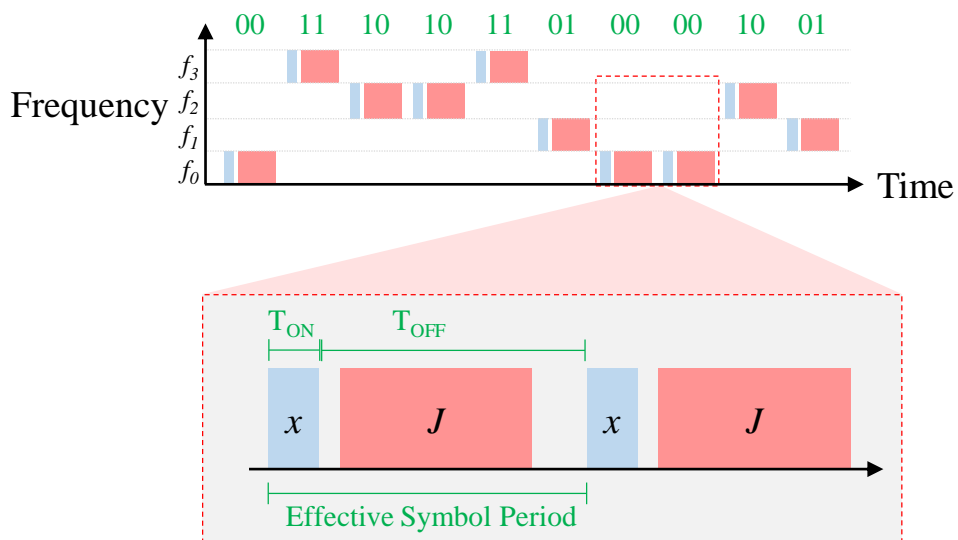 00 11 10 10 11 01 00 00 10 01
Frequency
f3
f2
f1
f0
Time
TON TOFF
x J x J
Effective Symbol Period